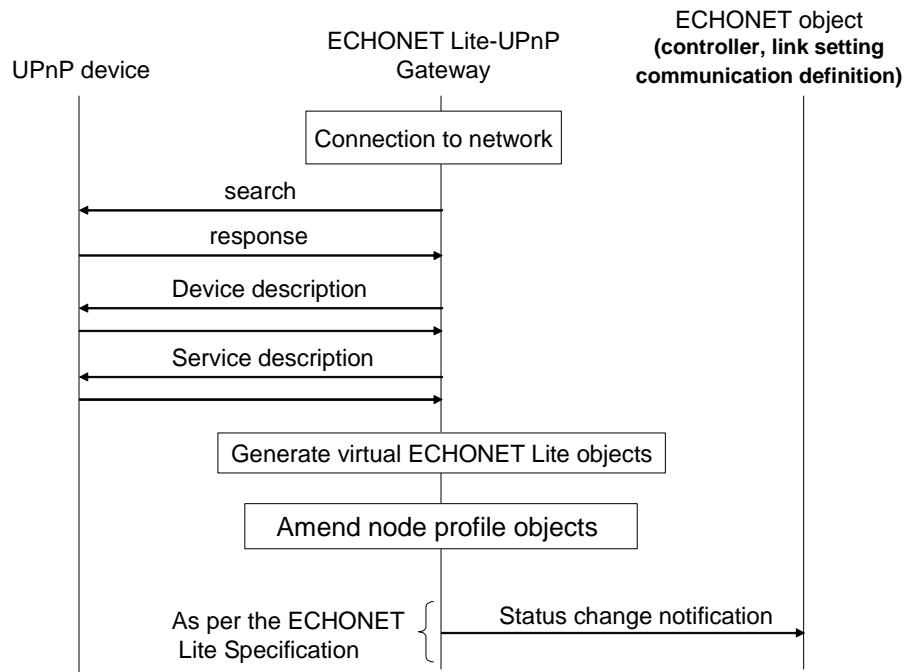 ECHONET object
(controller, link setting
communication definition)
ECHONET Lite-UPnP
Gateway
UPnP device
Connection to network
search
response
Device description
Service description
Generate virtual ECHONET Lite objects
Amend node profile objects
As per the ECHONET
Lite Specification
Status change notification